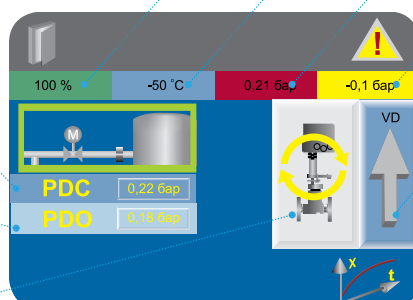 100 %
-50 °C
0,21 бар
-0,1 бар
VD
M
PDC
0,22 бар
PDO
0,18 бар
x
t